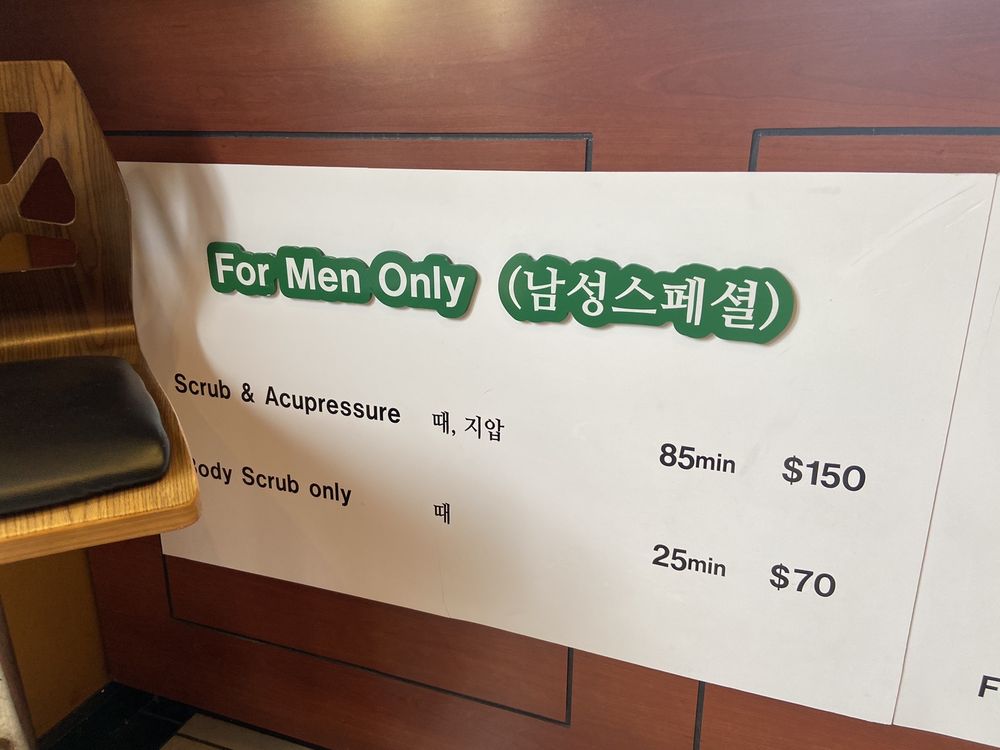 For Men Only (남성스페셜)
Scrub & Acupressure 때, 지압 85min $150
Body Scrub only 때 25min $70
F